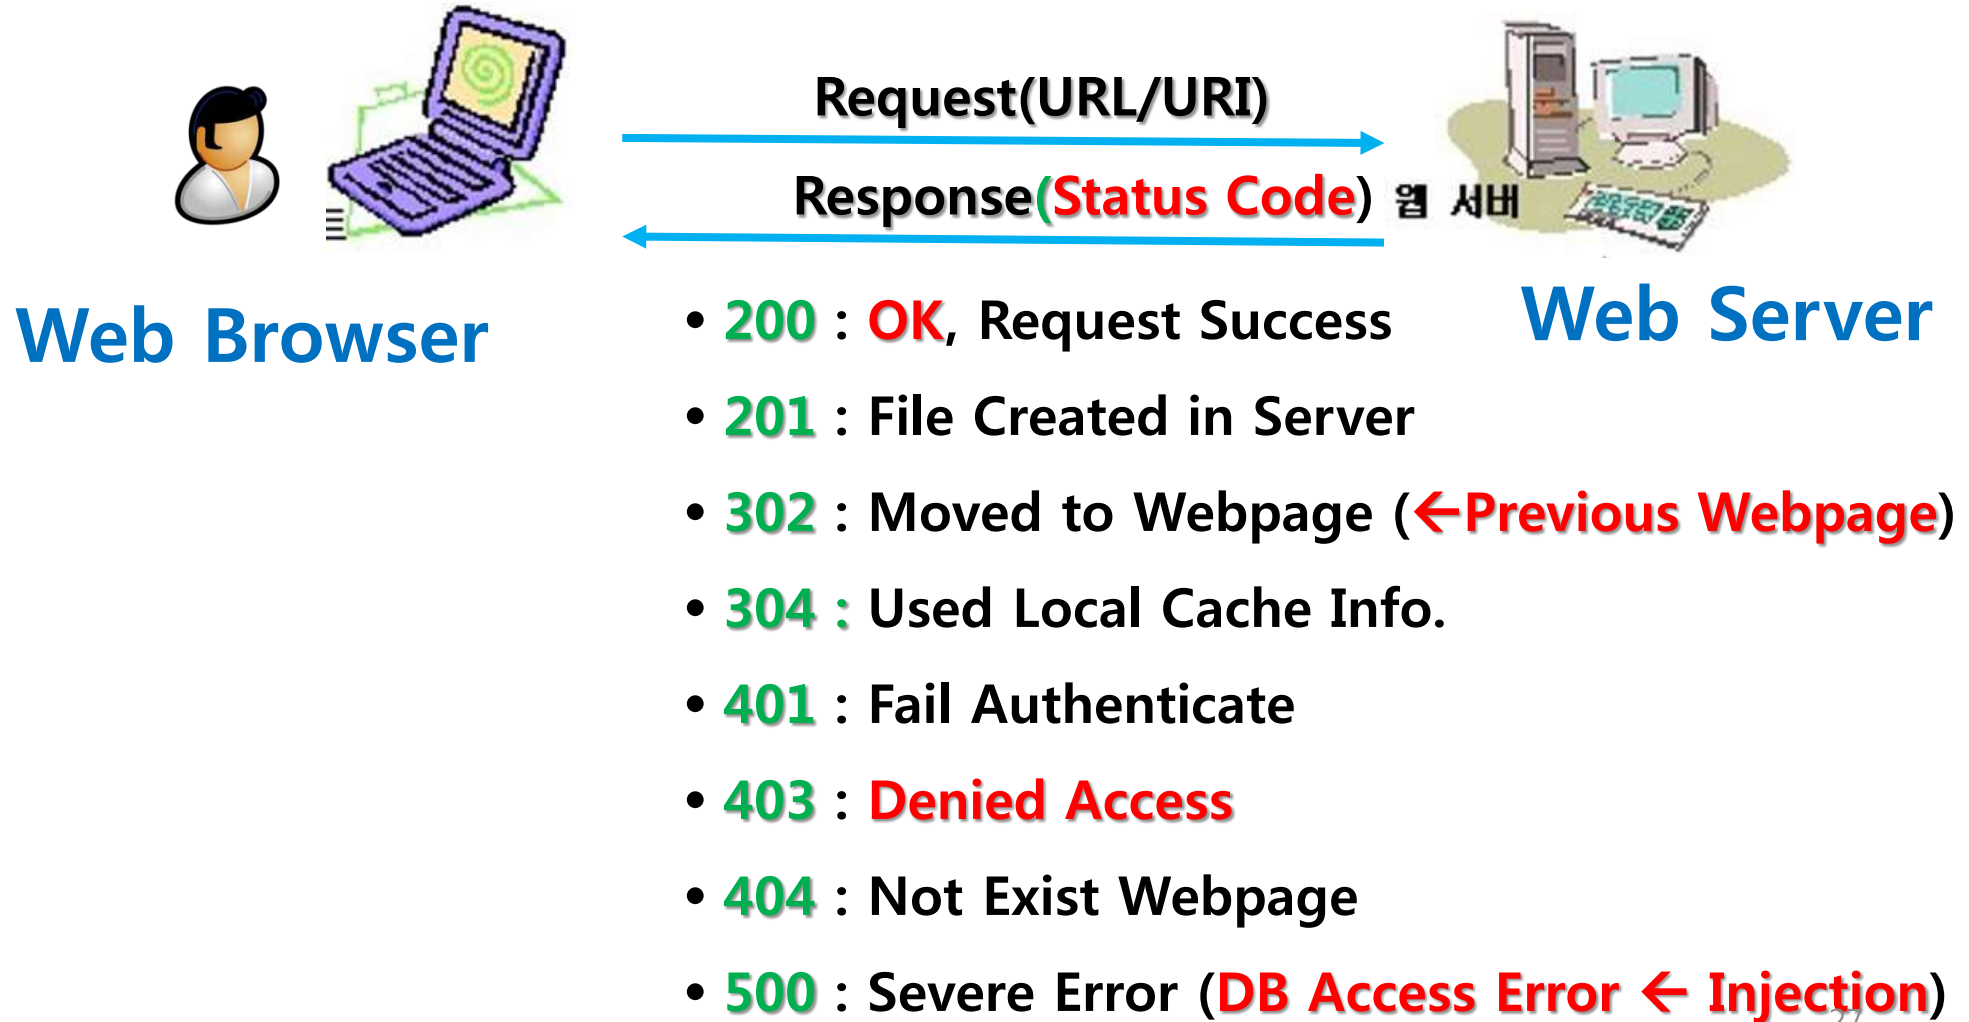 Request(URL/URI)
Response(Status Code)
웹 서버
Web Browser
Web Server
• 200 : OK, Request Success
• 201 : File Created in Server
• 302 : Moved to Webpage (←Previous Webpage)
• 304 : Used Local Cache Info.
• 401 : Fail Authenticate
• 403 : Denied Access
• 404 : Not Exist Webpage
• 500 : Severe Error (DB Access Error ← Injection)